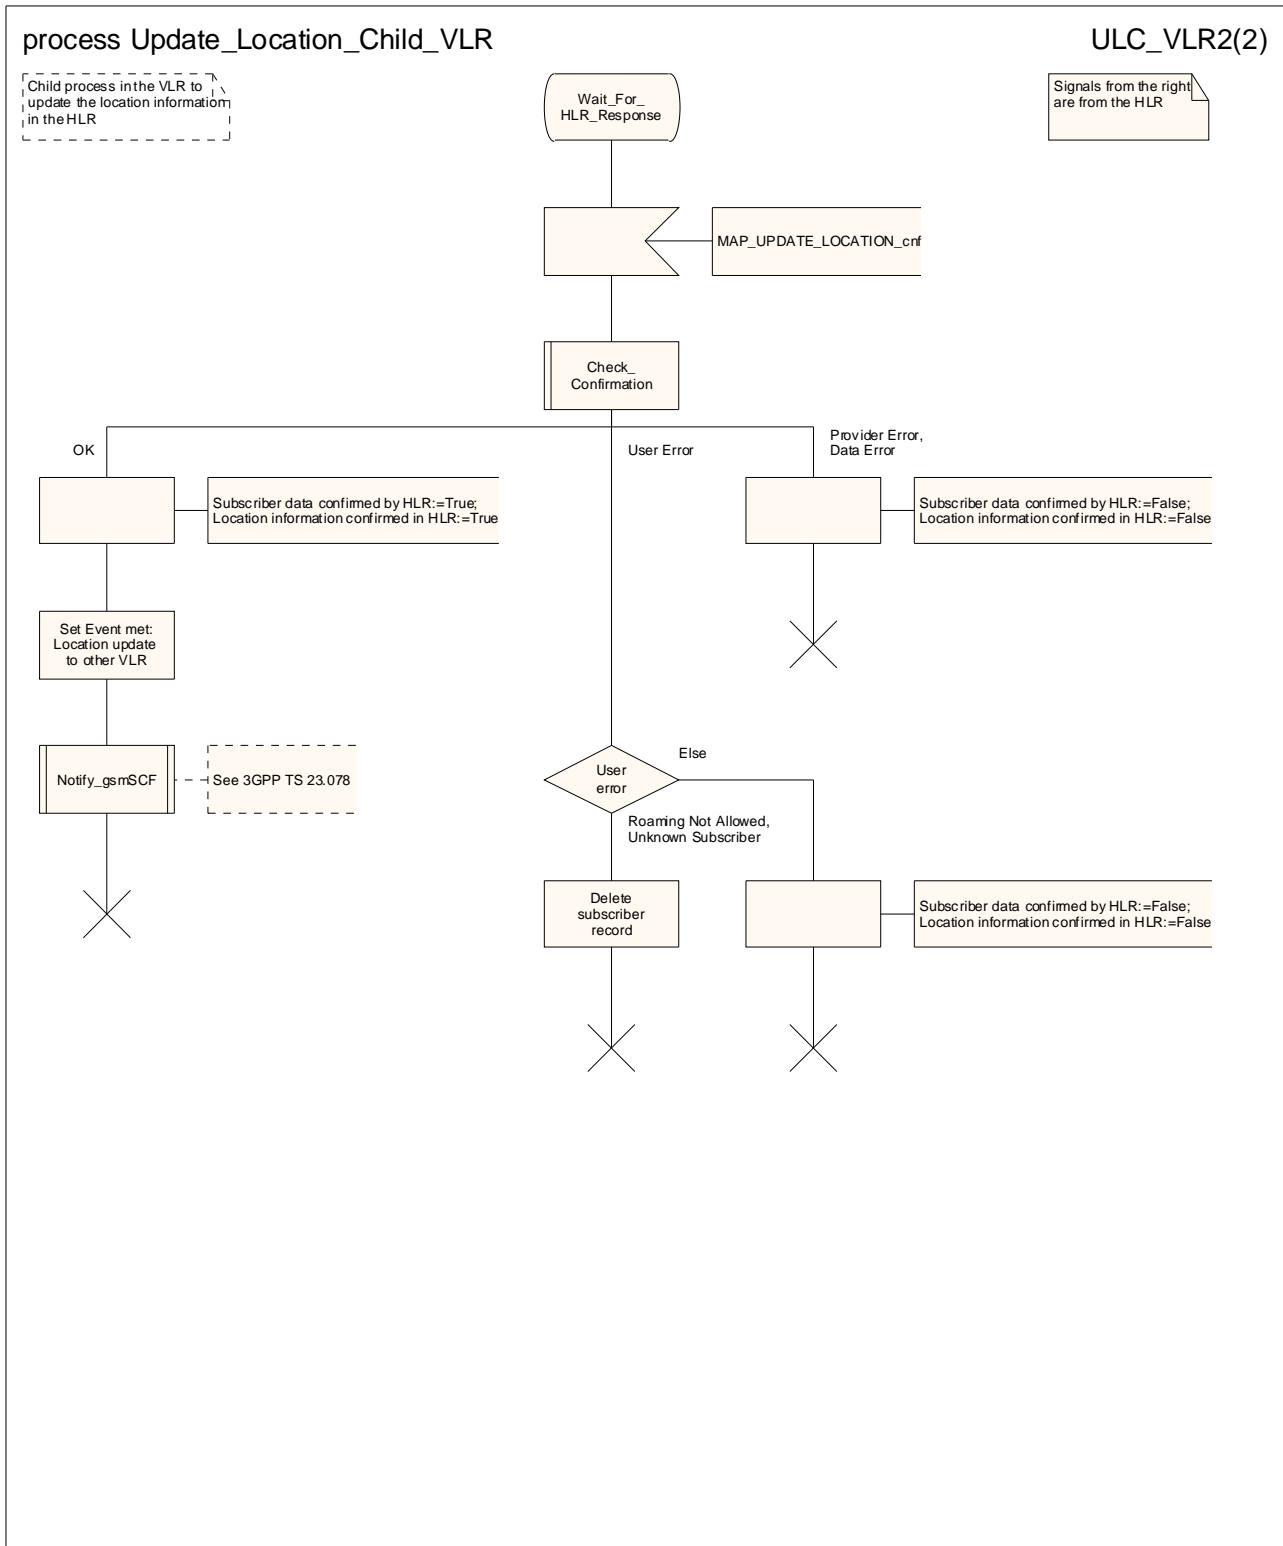 process Update_Location_Child_VLR
ULC_VLR2(2)
Child process in the VLR to
update the location information
in the HLR
Wait_For_
HLR_Response
Signals from the right
are from the HLR
MAP_UPDATE_LOCATION_cnf
Check_
Confirmation
OK
User Error
Provider Error,
Data Error
Subscriber data confirmed by HLR:=True;
Location information confirmed in HLR:=True
Subscriber data confirmed by HLR:=False;
Location information confirmed in HLR:=False
Set Event met:
Location update
to other VLR
Notify_gsmSCF
See 3GPP TS 23.078
User
error
Else
Roaming Not Allowed,
Unknown Subscriber
Delete
subscriber
record
Subscriber data confirmed by HLR:=False;
Location information confirmed in HLR:=False